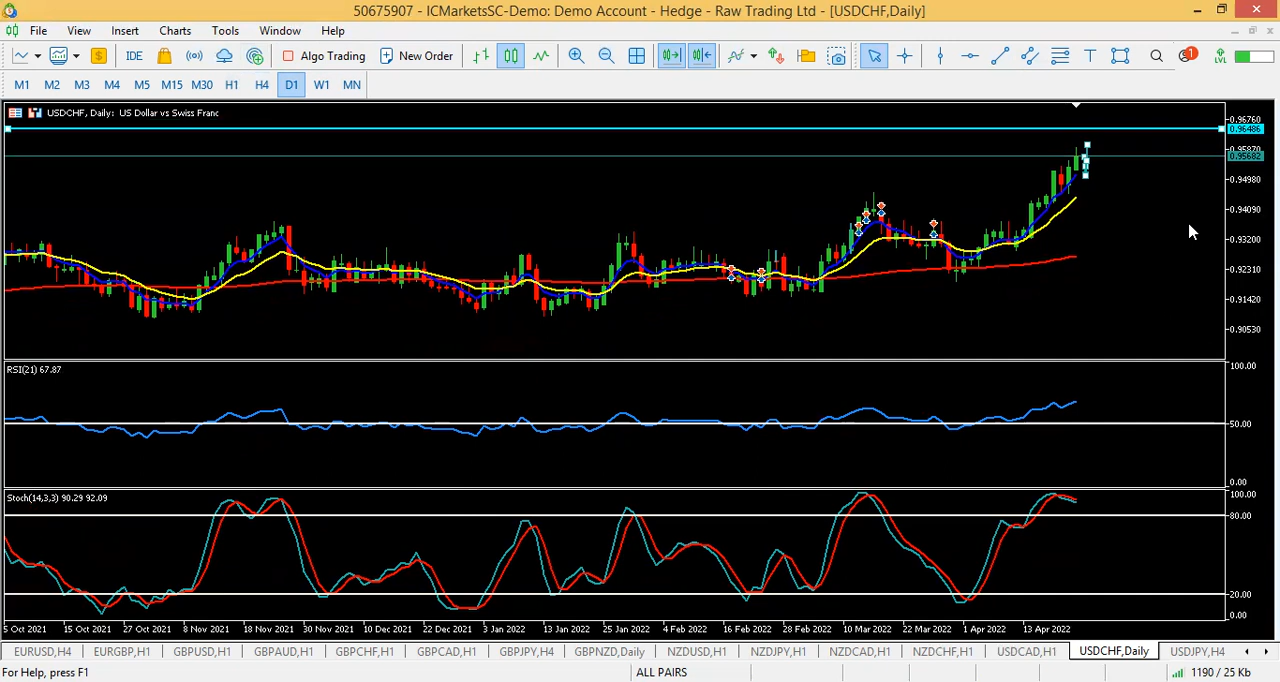 50675907 - ICMarketsSC-Demo: Demo Account - Hedge - Raw Trading Ltd - [USDCHF,Daily]
File View Insert Charts Tools Window Help
$ IDE Algo Trading New Order T 1 LVL
M1 M2 M3 M4 M5 M15 M30 H1 H4 D1 W1 MN
USDCHF, Daily: US Dollar vs Swiss Franc
0.96760
0.96486
0.95870
0.95682
0.94980
0.94090
0.93200
0.92310
0.91420
0.90530
RSI(21) 67.87
100.00
50.00
0.00
Stoch(14,3,3) 90.29 92.09
100.00
80.00
20.00
0.00
5 Oct 2021 15 Oct 2021 27 Oct 2021 8 Nov 2021 18 Nov 2021 30 Nov 2021 10 Dec 2021 22 Dec 2021 3 Jan 2022 13 Jan 2022 25 Jan 2022 4 Feb 2022 16 Feb 2022 28 Feb 2022 10 Mar 2022 22 Mar 2022 1 Apr 2022 13 Apr 2022
EURUSD,H4 EURGBP,H1 GBPUSD,H1 GBPAUD,H1 GBPCHF,H1 GBPCAD,H1 GBPJPY,H4 GBPNZD,Daily NZDUSD,H1 NZDJPY,H1 NZDCAD,H1 NZDCHF,H1 USDCAD,H1 USDCHF,Daily USDJPY,H4
For Help, press F1 ALL PAIRS 1190 / 25 Kb